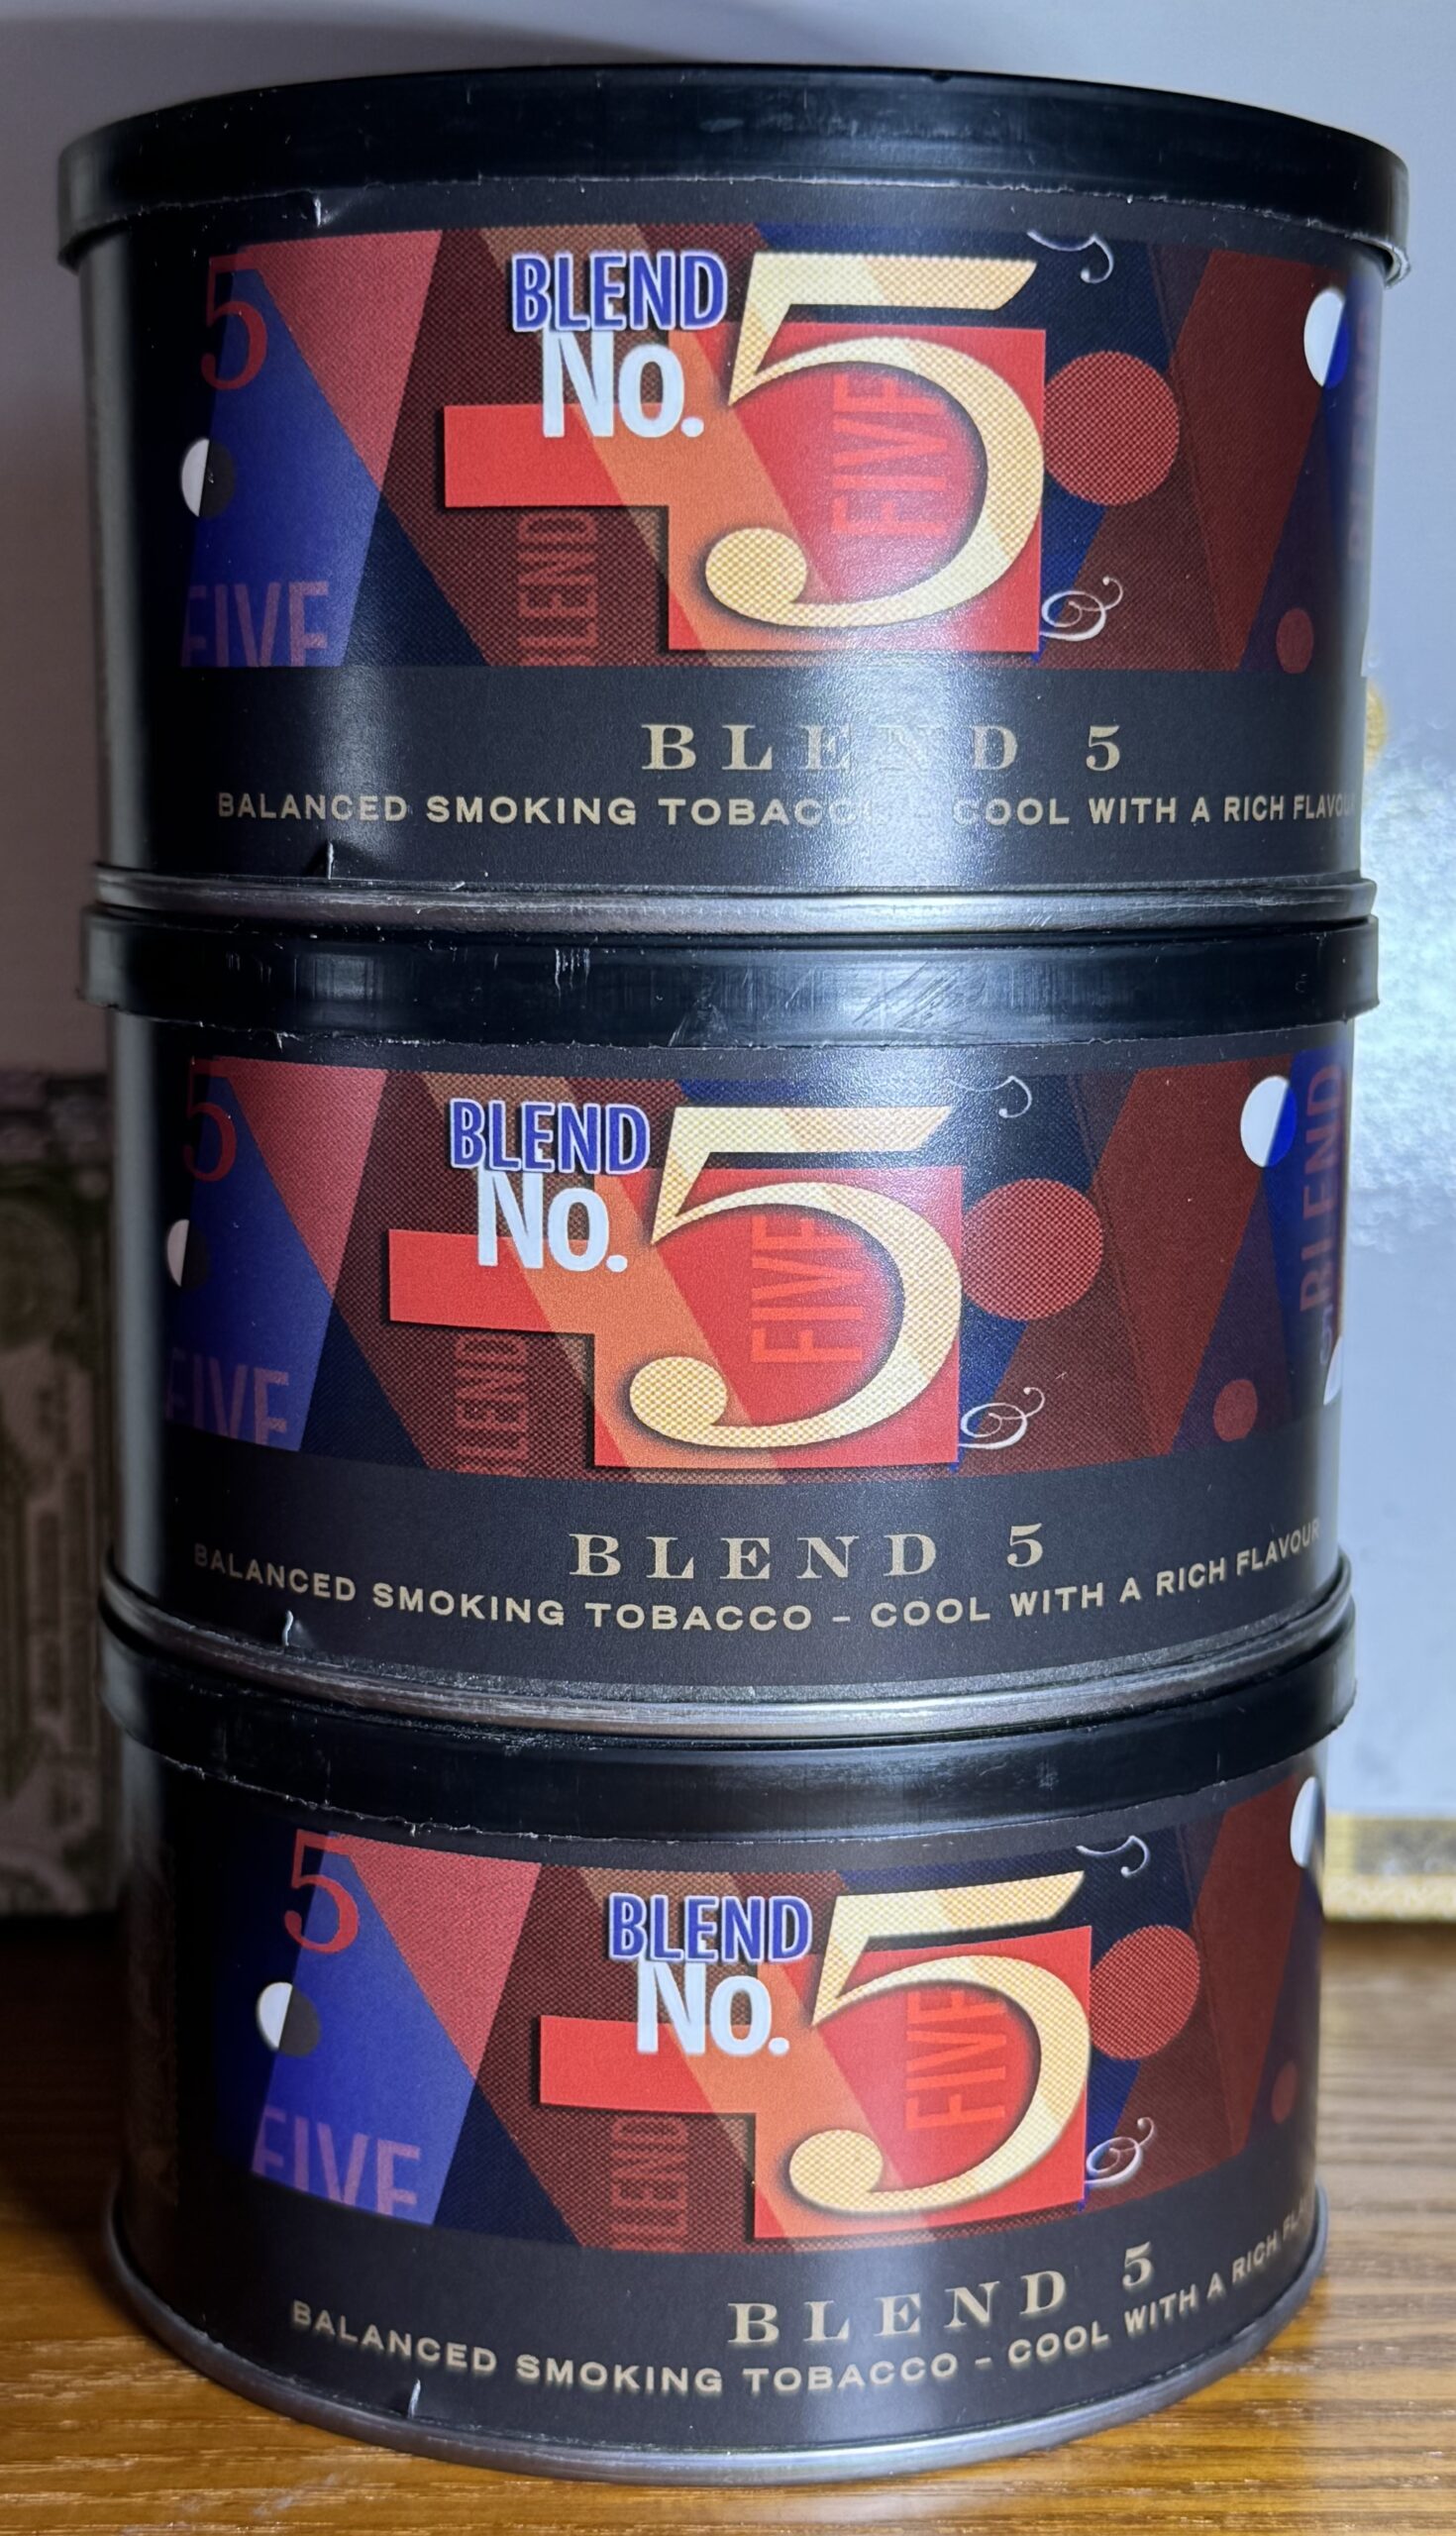 5
BLEND
No. 5
FIVE
BLEND
FIVE
BLEND 5
BALANCED SMOKING TOBACCO - COOL WITH A RICH
5
BLEND
No. 5
FIVE
BLEND
BLEND
FIVE
BLEND 5
BALANCED SMOKING TOBACCO – COOL WITH A RICH FLAVOUR
5
BLEND
No. 5
FIVE
BLEND
FIVE
BLEND 5
BALANCED SMOKING TOBACCO – COOL WITH A RICH